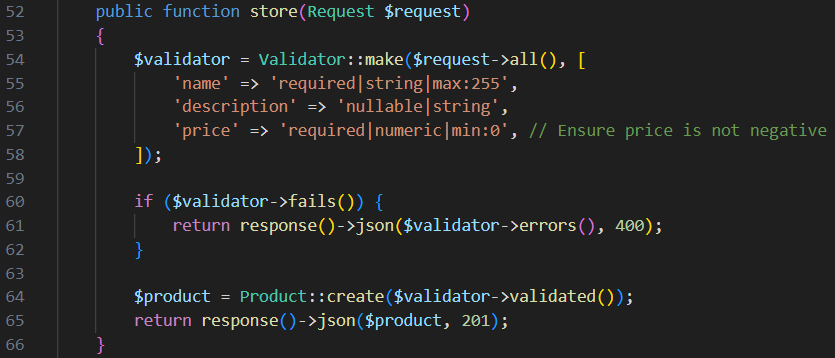 52 public function store(Request $request)
53 {
54 $validator = Validator::make($request->all(), [
55 'name' => 'required|string|max:255',
56 'description' => 'nullable|string',
57 'price' => 'required|numeric|min:0', // Ensure price is not negative
58 ]);
59
60 if ($validator->fails()) {
61 return response()->json($validator->errors(), 400);
62 }
63
64 $product = Product::create($validator->validated());
65 return response()->json($product, 201);
66 }